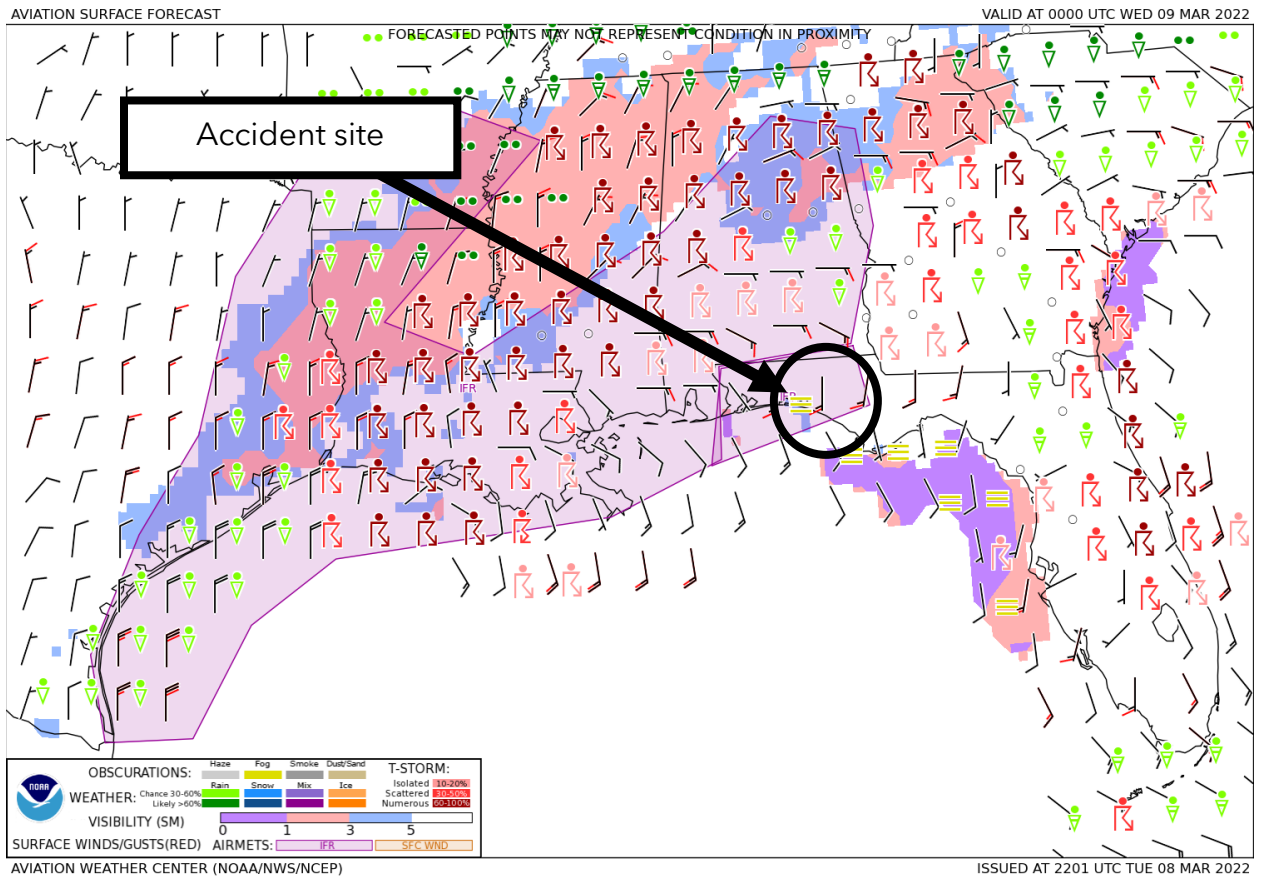 AVIATION SURFACE FORECAST
VALID AT 0000 UTC WED 09 MAR 2022
FORECASTED POINTS MAY NOT REPRESENT CONDITION IN PROXIMITY
Accident site
IFR
OBSCURATIONS:
Haze
Fog
Smoke
Dust/Sand
T-STORM:
Isolated 10-20%
Scattered 30-50%
Numerous 60-100%
WEATHER:
Rain
Snow
Mix
Ice
Chance 30-60%
Likely >60%
VISIBILITY (SM)
0 1 3 5
SURFACE WINDS/GUSTS(RED)
AIRMETS:
IFR
SFC WND
NOAA
AVIATION WEATHER CENTER (NOAA/NWS/NCEP)
ISSUED AT 2201 UTC TUE 08 MAR 2022